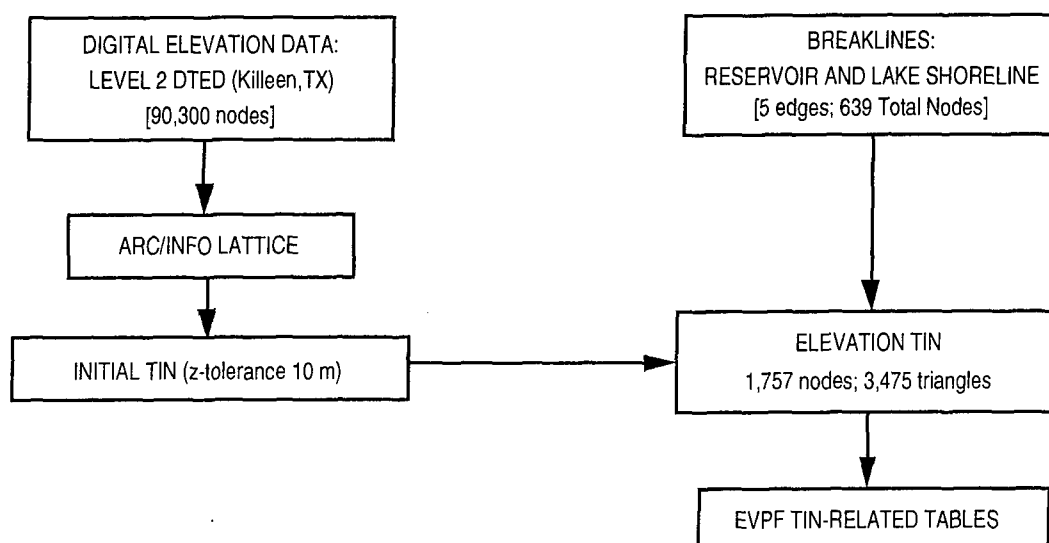 DIGITAL ELEVATION DATA:
LEVEL 2 DTED (Killeen,TX)
[90,300 nodes]
BREAKLINES:
RESERVOIR AND LAKE SHORELINE
[5 edges; 639 Total Nodes]
ARC/INFO LATTICE
INITIAL TIN (z-tolerance 10 m)
ELEVATION TIN
1,757 nodes; 3,475 triangles
EVPF TIN-RELATED TABLES